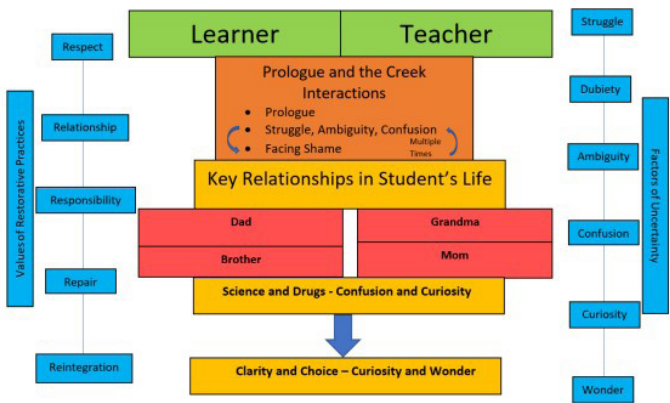 Learner
Teacher
Prologue and the Creek
Interactions
• Prologue
• Struggle, Ambiguity, Confusion
• Facing Shame
Multiple
Times
Key Relationships in Student's Life
Dad
Grandma
Brother
Mom
Science and Drugs - Confusion and Curiosity
Clarity and Choice – Curiosity and Wonder
Values of Restorative Practices
Respect
Relationship
Responsibility
Repair
Reintegration
Struggle
Dubiety
Ambiguity
Confusion
Curiosity
Wonder
Factors of Uncertainty